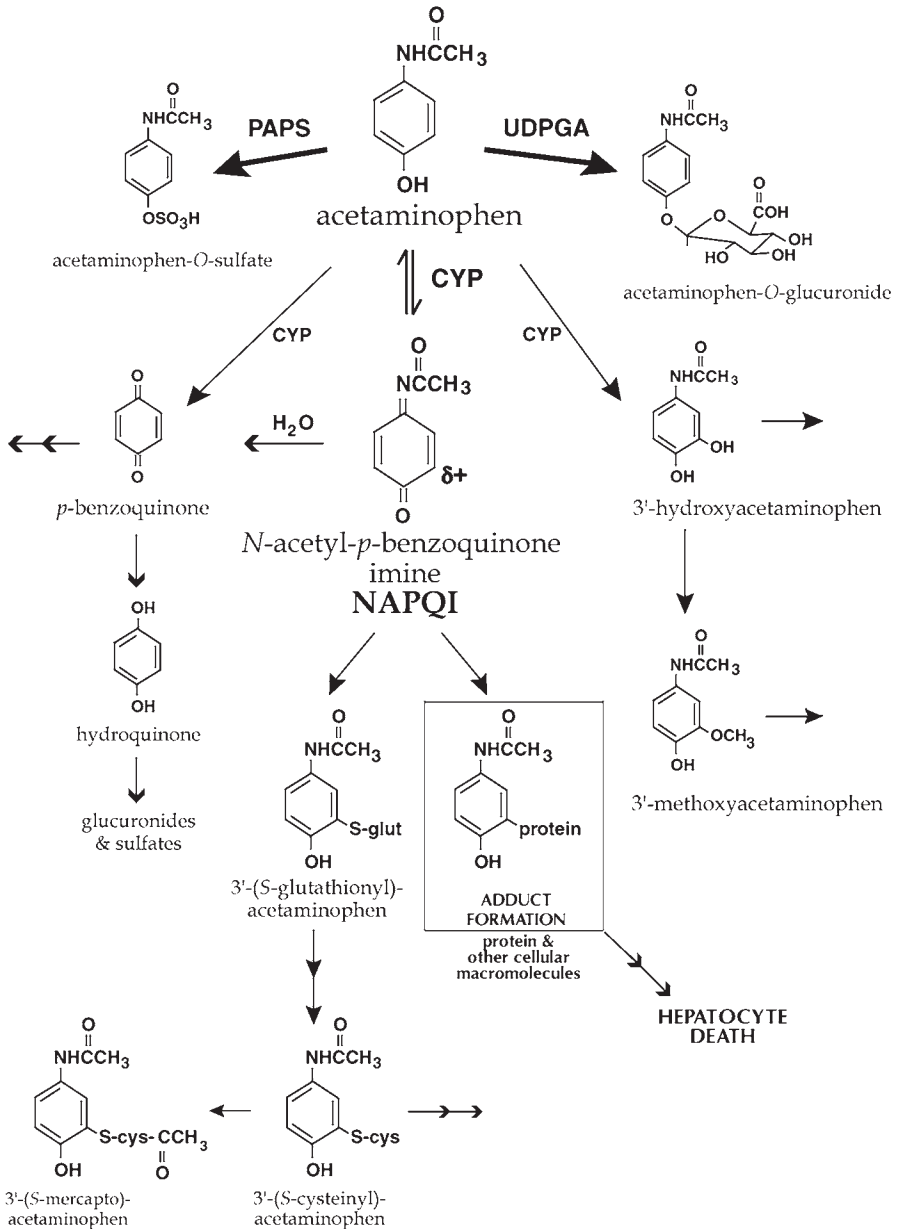 O
NHCCH3
OH
acetaminophen
PAPS
UDPGA
O
NHCCH3
OSO3H
acetaminophen-O-sulfate
O
NHCCH3
O
O
O
COH
HO
OH
OH
acetaminophen-O-glucuronide
CYP
CYP
CYP
O
O
p-benzoquinone
H2O
O
NCCH3
δ+
O
N-acetyl-p-benzoquinone
imine
NAPQI
O
NHCCH3
OH
OH
3'-hydroxyacetaminophen
OH
OH
hydroquinone
glucuronides
& sulfates
O
NHCCH3
S-glut
OH
3'-(S-glutathionyl)-
acetaminophen
O
NHCCH3
protein
OH
ADDUCT
FORMATION
protein &
other cellular
macromolecules
HEPATOCYTE
DEATH
O
NHCCH3
OCH3
OH
3'-methoxyacetaminophen
O
NHCCH3
S-cys-CCH3
O
OH
3'-(S-mercapto)-
acetaminophen
O
NHCCH3
S-cys
OH
3'-(S-cysteinyl)-
acetaminophen